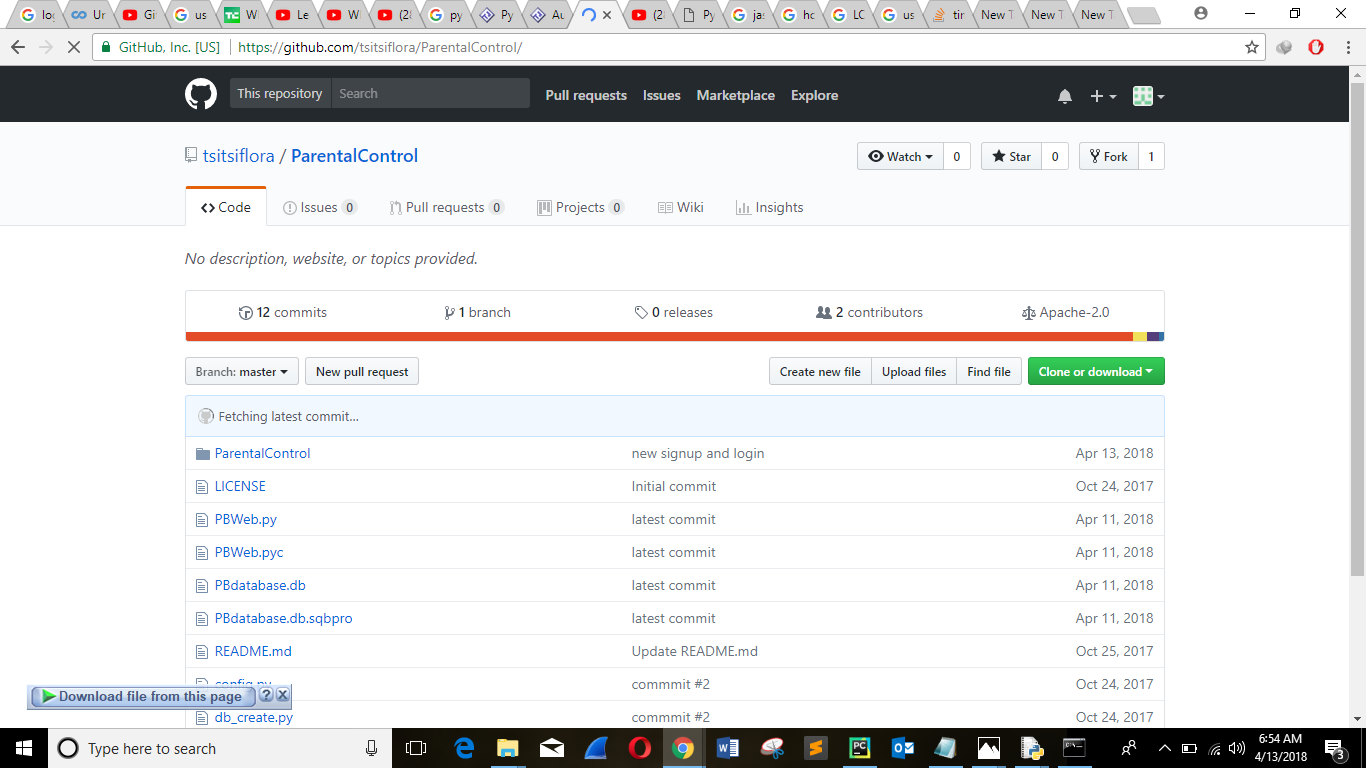 log
Ur
Gi
us
W
Le
W
(28
py
Py
Au
(2
Py
jas
ho
LO
us
tir
New T
New T
New T
GitHub, Inc. [US] https://github.com/tsitsiflora/ParentalControl/
This repository Search Pull requests Issues Marketplace Explore
tsitsiflora / ParentalControl Watch 0 Star 0 Fork 1
Code Issues 0 Pull requests 0 Projects 0 Wiki Insights
No description, website, or topics provided.
12 commits 1 branch 0 releases 2 contributors Apache-2.0
Branch: master New pull request Create new file Upload files Find file Clone or download
Fetching latest commit…
ParentalControl new signup and login Apr 13, 2018
LICENSE Initial commit Oct 24, 2017
PBWeb.py latest commit Apr 11, 2018
PBWeb.pyc latest commit Apr 11, 2018
PBdatabase.db latest commit Apr 11, 2018
PBdatabase.db.sqbpro latest commit Apr 11, 2018
README.md Update README.md Oct 25, 2017
config.py commmit #2 Oct 24, 2017
Download file from this page ? X
db_create.py commmit #2 Oct 24, 2017
Type here to search
6:54 AM
4/13/2018
3